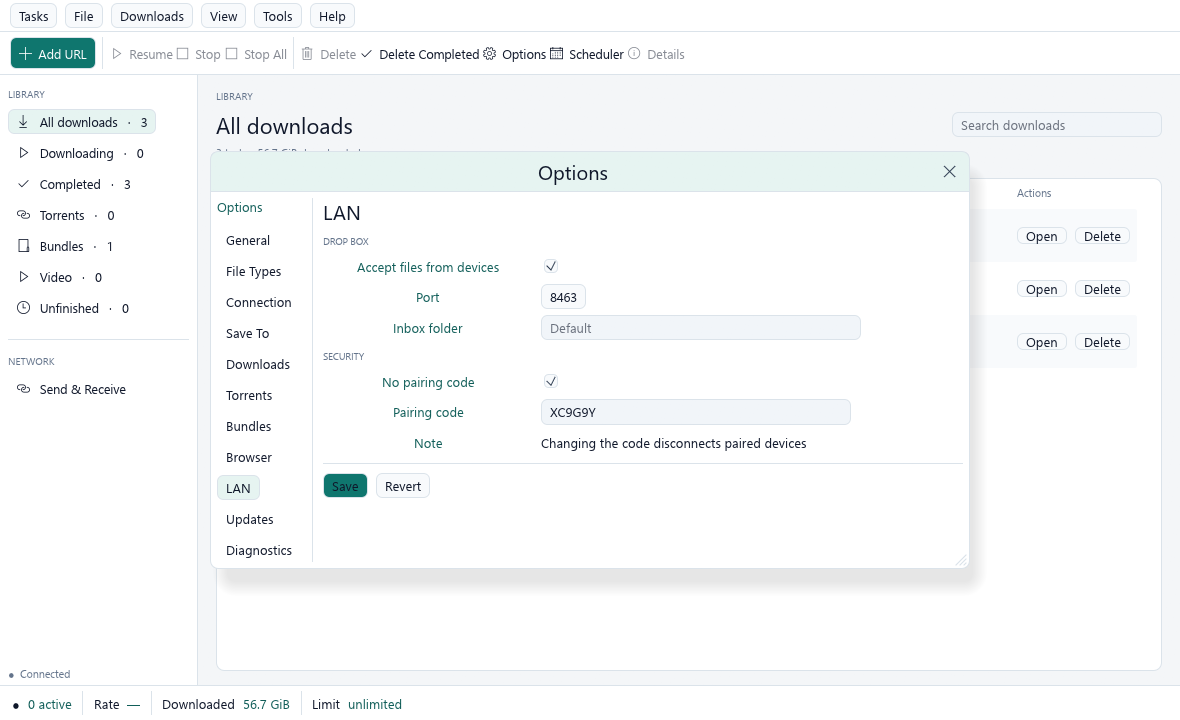 Tasks File Downloads View Tools Help
Add URL Resume Stop Stop All Delete Delete Completed Options Scheduler Details
LIBRARY
All downloads · 3
Downloading · 0
Completed · 3
Torrents · 0
Bundles · 1
Video · 0
Unfinished · 0
NETWORK
Send & Receive
Connected
LIBRARY
All downloads
Search downloads
Actions
Open Delete
Open Delete
Open Delete
Options
Options
General
File Types
Connection
Save To
Downloads
Torrents
Bundles
Browser
LAN
Updates
Diagnostics
LAN
DROP BOX
Accept files from devices
Port 8463
Inbox folder Default
SECURITY
No pairing code
Pairing code XC9G9Y
Note Changing the code disconnects paired devices
Save Revert
0 active Rate — Downloaded 56.7 GiB Limit unlimited